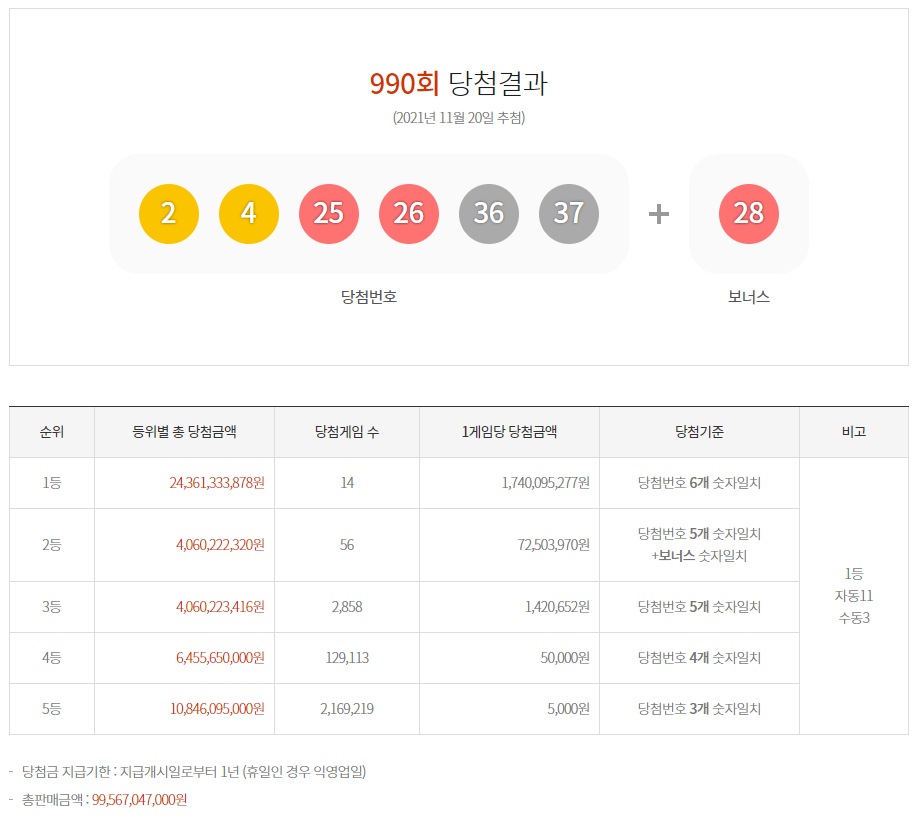 990회 당첨결과
(2021년 11월 20일 추첨)
2 4 25 26 36 37 + 28
당첨번호 보너스
순위 등위별 총 당첨금액 당첨게임 수 1게임당 당첨금액 당첨기준 비고
1등 24,361,333,878원 14 1,740,095,277원 당첨번호 6개 숫자일치
2등 4,060,222,320원 56 72,503,970원 당첨번호 5개 숫자일치
+보너스 숫자일치
3등 4,060,223,416원 2,858 1,420,652원 당첨번호 5개 숫자일치
4등 6,455,650,000원 129,113 50,000원 당첨번호 4개 숫자일치
5등 10,846,095,000원 2,169,219 5,000원 당첨번호 3개 숫자일치
1등
자동11
수동3
- 당첨금 지급기한 : 지급개시일로부터 1년 (휴일인 경우 익영업일)
- 총판매금액 : 99,567,047,000원